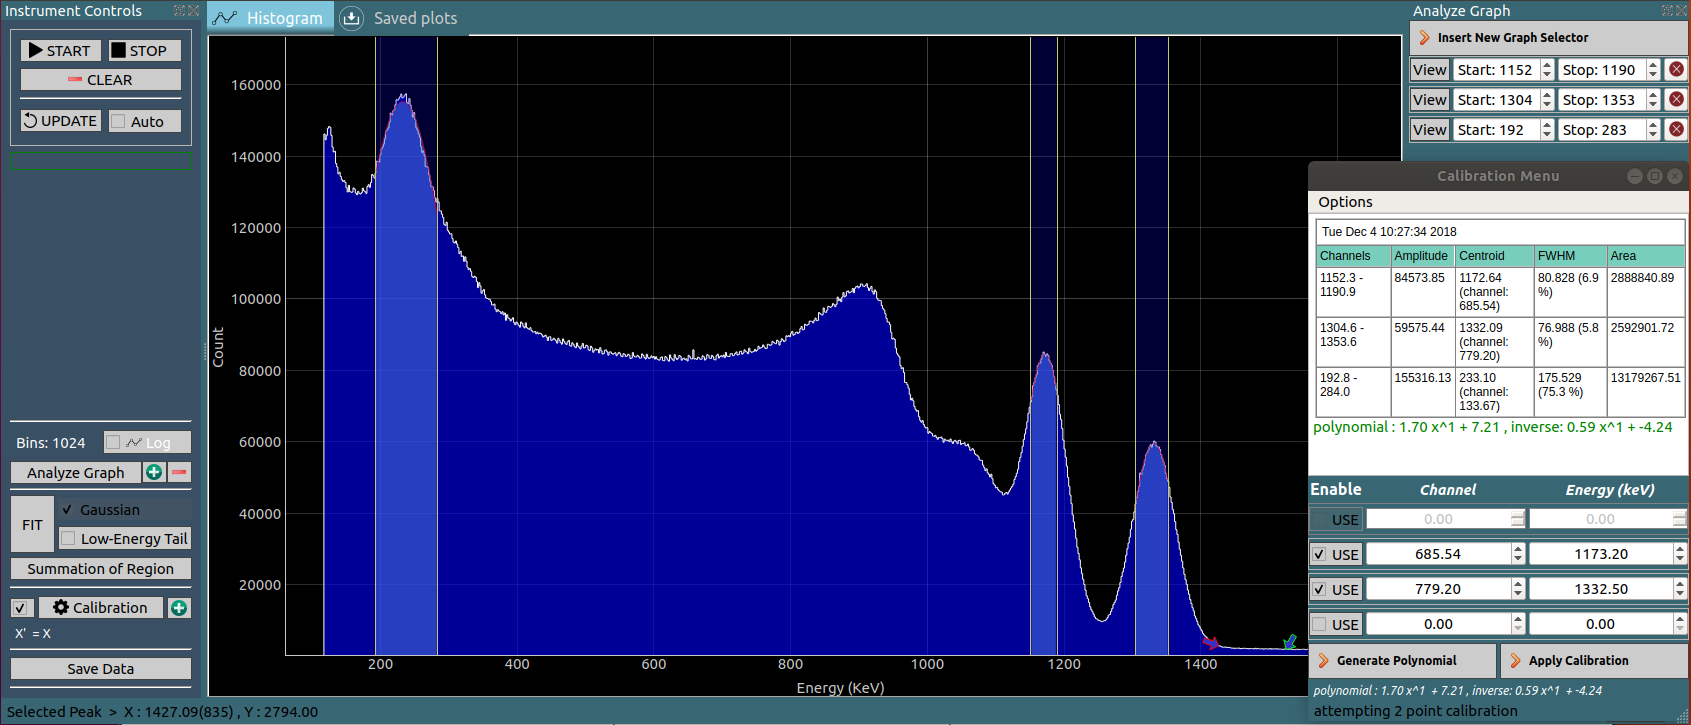 Instrument Controls
START
STOP
CLEAR
UPDATE
Auto
Bins: 1024
Log
Analyze Graph
FIT
Gaussian
Low-Energy Tail
Summation of Region
Calibration
X' = X
Save Data
Histogram
Saved plots
160000
140000
120000
100000
80000
60000
40000
20000
Count
200
400
600
800
1000
1200
1400
Energy (KeV)
Analyze Graph
Insert New Graph Selector
View Start: 1152 Stop: 1190
View Start: 1304 Stop: 1353
View Start: 192 Stop: 283
Calibration Menu
Options
Tue Dec 4 10:27:34 2018
Channels Amplitude Centroid FWHM Area
1152.3 - 84573.85 1172.64 80.828 (6.9 2888840.89
1190.9 (channel: %)
685.54)
1304.6 - 59575.44 1332.09 76.988 (5.8 2592901.72
1353.6 (channel: %)
779.20)
192.8 - 155316.13 233.10 175.529 13179267.51
284.0 (channel: (75.3 %)
133.67)
polynomial : 1.70 x^1 + 7.21 , inverse: 0.59 x^1 + -4.24
Enable Channel Energy (keV)
USE 0.00 0.00
USE 685.54 1173.20
USE 779.20 1332.50
USE 0.00 0.00
Generate Polynomial
Apply Calibration
polynomial : 1.70 x^1 + 7.21 , inverse: 0.59 x^1 + -4.24
attempting 2 point calibration
Selected Peak > X : 1427.09(835) , Y : 2794.00